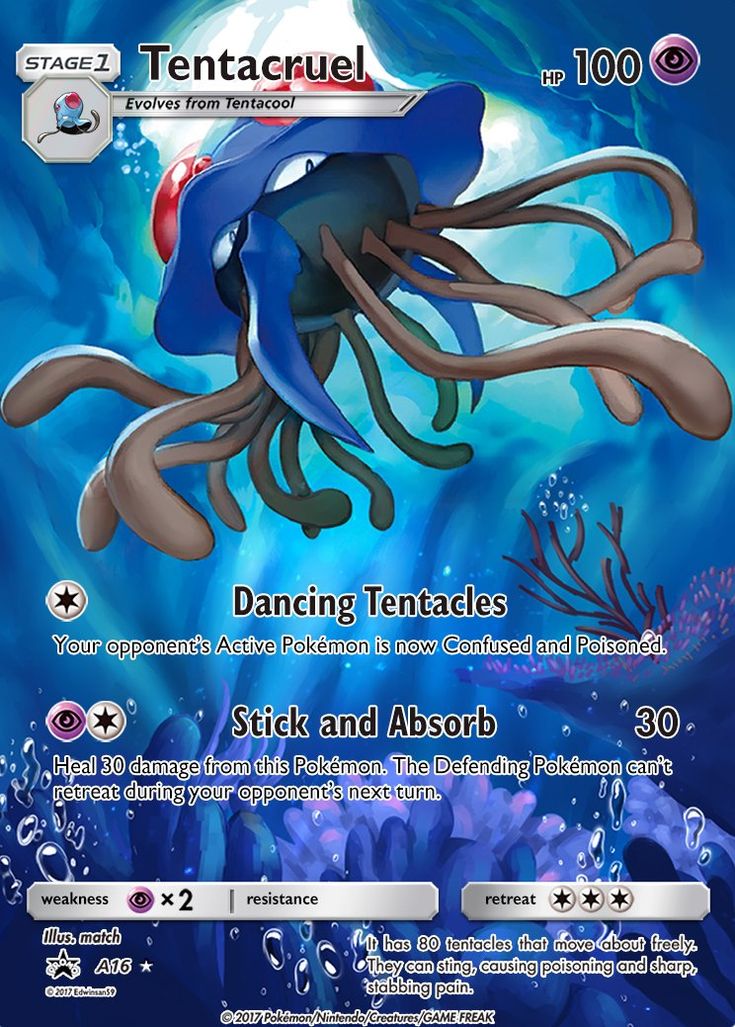 STAGE1 Tentacruel HP 100
Evolves from Tentacool
Dancing Tentacles
Your opponent's Active Pokémon is now Confused and Poisoned.
Stick and Absorb 30
Heal 30 damage from this Pokémon. The Defending Pokémon can't
retreat during your opponent's next turn.
weakness ×2 resistance retreat
Illus. match
A16
©2017 Edwinsan59
It has 80 tentacles that move about freely.
They can sting, causing poisoning and sharp,
stabbing pain.
©2017 Pokémon/Nintendo/Creatures/GAME FREAK